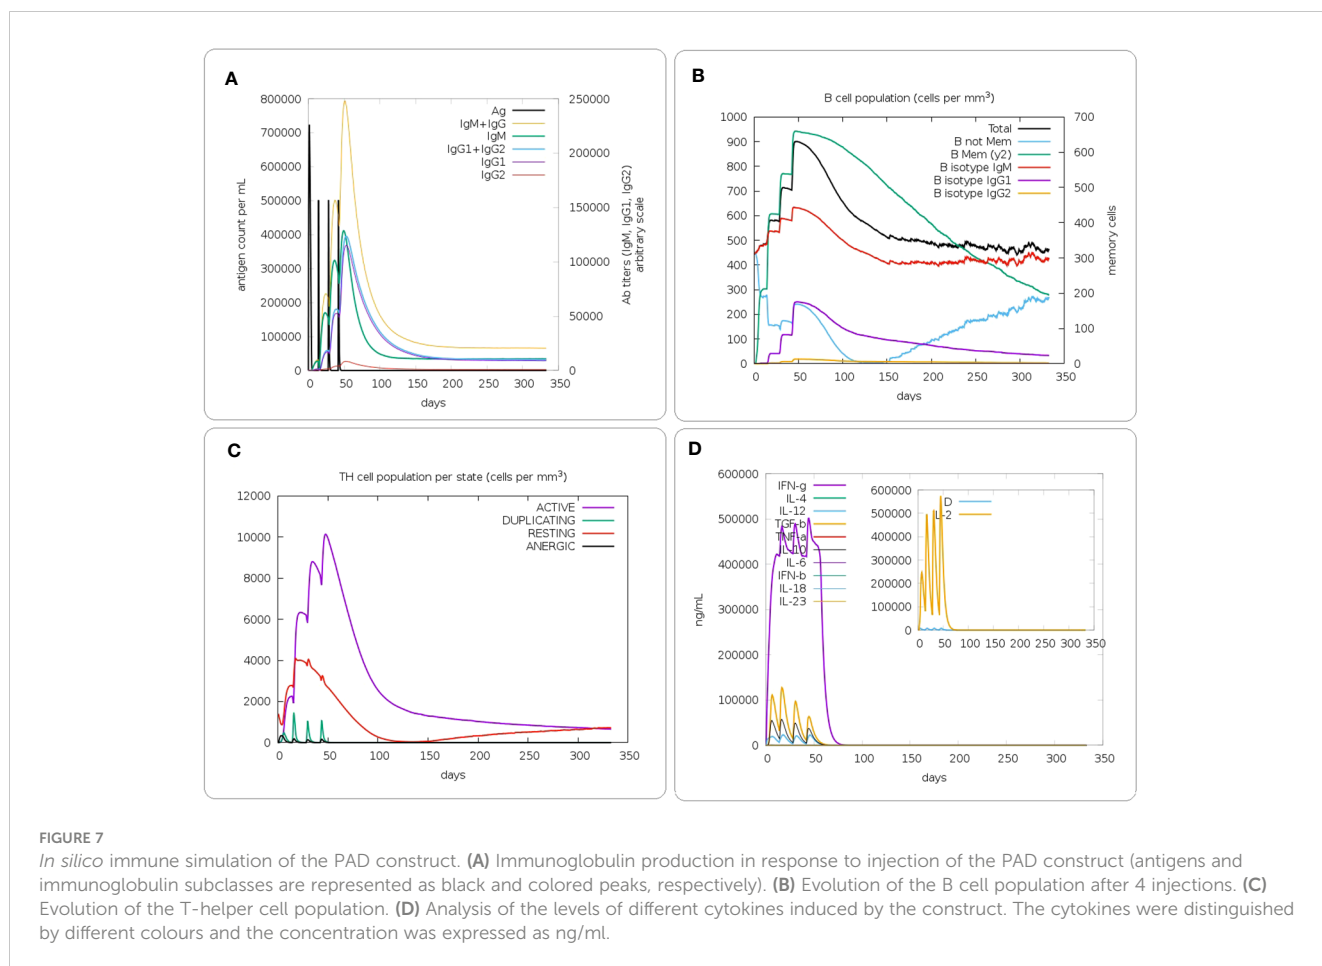 A
800000
700000
600000
500000
400000
300000
200000
100000
0
antigen count per mL
Ag
IgM+IgG
IgM
IgG1+IgG2
IgG1
IgG2
250000
200000
150000
100000
50000
0
Ab titers (IgM, IgG1, IgG2)
arbitrary scale
0 50 100 150 200 250 300 350
days
B
B cell population (cells per mm³)
1000
900
800
700
600
500
400
300
200
100
0
Total
B not Mem
B Mem (y2)
B isotype IgM
B isotype IgG1
B isotype IgG2
700
600
500
400
300
200
100
0
memory cells
0 50 100 150 200 250 300 350
days
C
TH cell population per state (cells per mm³)
12000
10000
8000
6000
4000
2000
0
ACTIVE
DUPLICATING
RESTING
ANERGIC
0 50 100 150 200 250 300 350
days
D
600000
500000
400000
300000
200000
100000
0
ng/mL
IFN-g
IL-4
IL-12
TGF-b
TNF-a
IL-10
IL-6
IFN-b
IL-18
IL-23
600000
500000
400000
300000
200000
100000
0
D
IL-2
0 50 100 150 200 250 300 350
0 50 100 150 200 250 300 350
days
FIGURE 7
In silico immune simulation of the PAD construct. (A) Immunoglobulin production in response to injection of the PAD construct (antigens and
immunoglobulin subclasses are represented as black and colored peaks, respectively). (B) Evolution of the B cell population after 4 injections. (C)
Evolution of the T-helper cell population. (D) Analysis of the levels of different cytokines induced by the construct. The cytokines were distinguished
by different colours and the concentration was expressed as ng/ml.